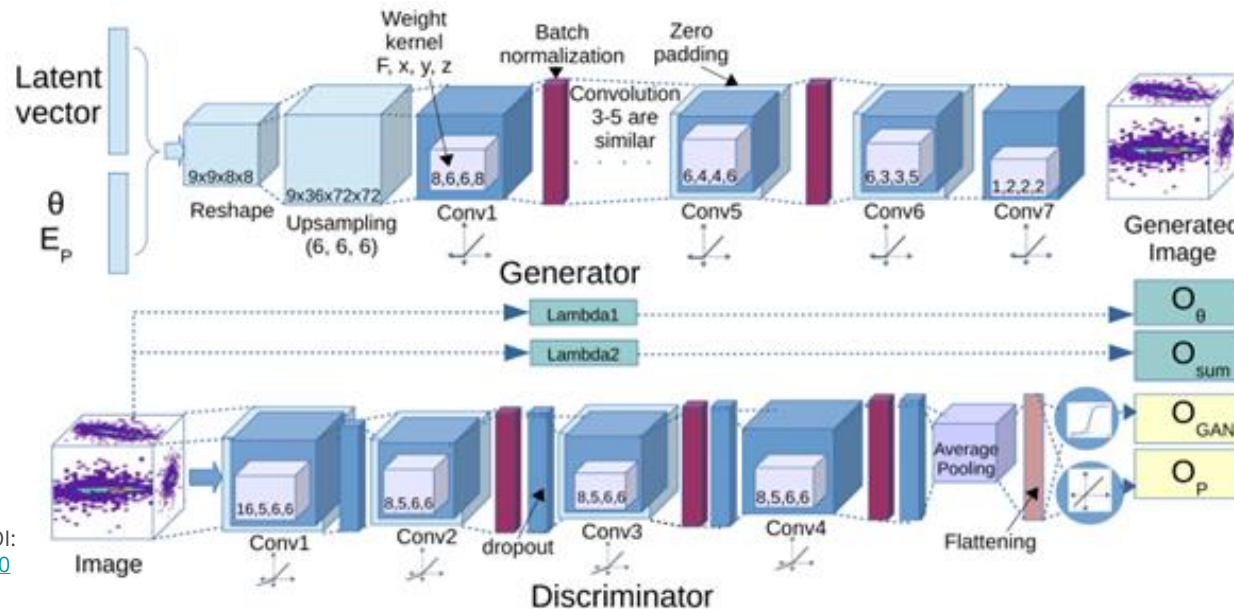 Latent
vector
θ
E_P
9x9x8x8
Reshape
9x36x72x72
Upsampling
(6, 6, 6)
Weight
kernel
F, x, y, z
8,6,6,8
Conv1
Batch
normalization
Convolution
3-5 are
similar
. . . . .
Zero
padding
6,4,4,6
Conv5
6,3,3,5
Conv6
1,2,2,2
Conv7
Generated
Image
Generator
Lambda1
O_θ
Lambda2
O_sum
Image
16,5,6,6
Conv1
8,5,6,6
Conv2
dropout
8,5,6,6
Conv3
8,5,6,6
Conv4
Average
Pooling
Flattening
O_GAN
O_P
Discriminator
OI:
0